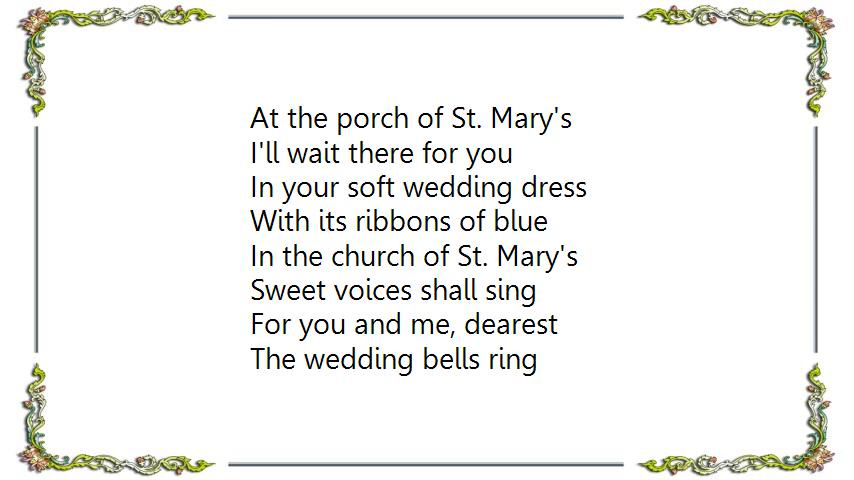 At the porch of St. Mary's
I'll wait there for you
In your soft wedding dress
With its ribbons of blue
In the church of St. Mary's
Sweet voices shall sing
For you and me, dearest
The wedding bells ring